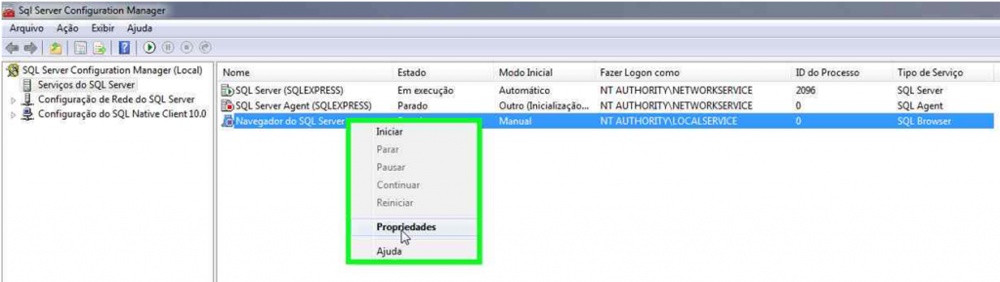 Sql Server Configuration Manager
Arquivo Ação Exibir Ajuda
SQL Server Configuration Manager (Local)
Serviços do SQL Server
Configuração de Rede do SQL Server
Configuração do SQL Native Client 10.0
Nome Estado Modo Inicial Fazer Logon como ID do Processo Tipo de Serviço
SQL Server (SQLEXPRESS) Em execução Automático NT AUTHORITY\NETWORKSERVICE 2096 SQL Server
SQL Server Agent (SQLEXPRESS) Parado Outro (Inicialização... NT AUTHORITY\NETWORKSERVICE 0 SQL Agent
Navegador do SQL Server Manual NT AUTHORITY\LOCALSERVICE 0 SQL Browser
Iniciar
Parar
Pausar
Continuar
Reiniciar
Propriedades
Ajuda